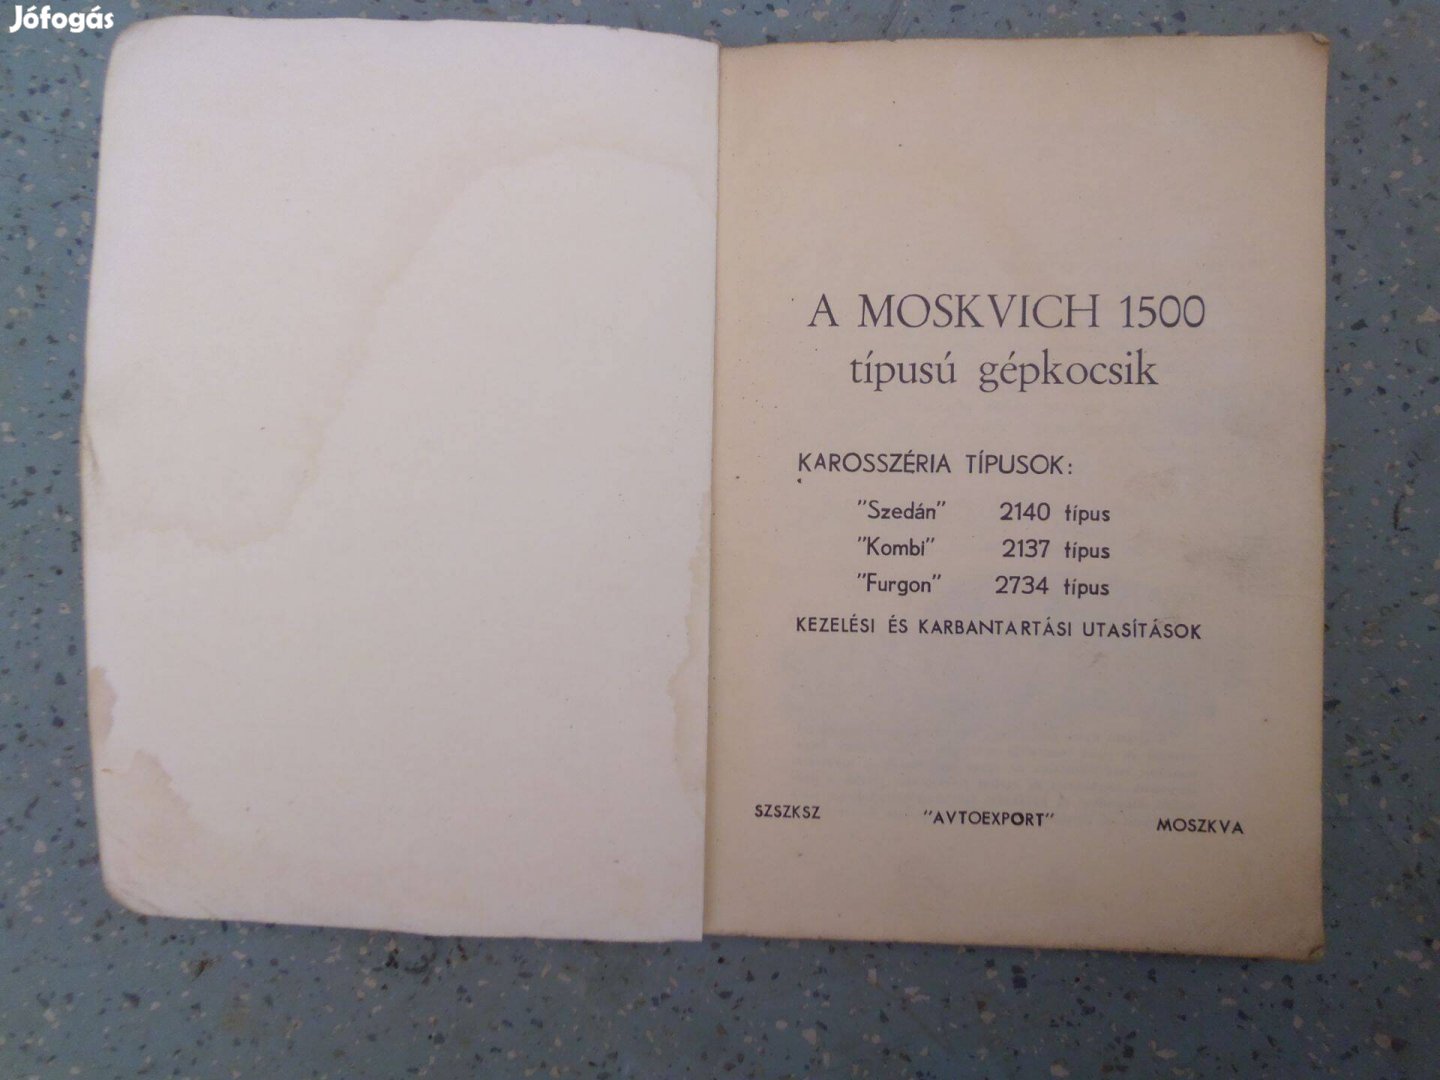 Jófogás
A MOSKVICH 1500
típusú gépkocsik
KAROSSZÉRIA TÍPUSOK:
"Szedán" 2140 típus
"Kombi" 2137 típus
"Furgon" 2734 típus
KEZELÉSI ÉS KARBANTARTÁSI UTASÍTÁSOK
SZSZKSZ "AVTOEXPORT" MOSZKVA